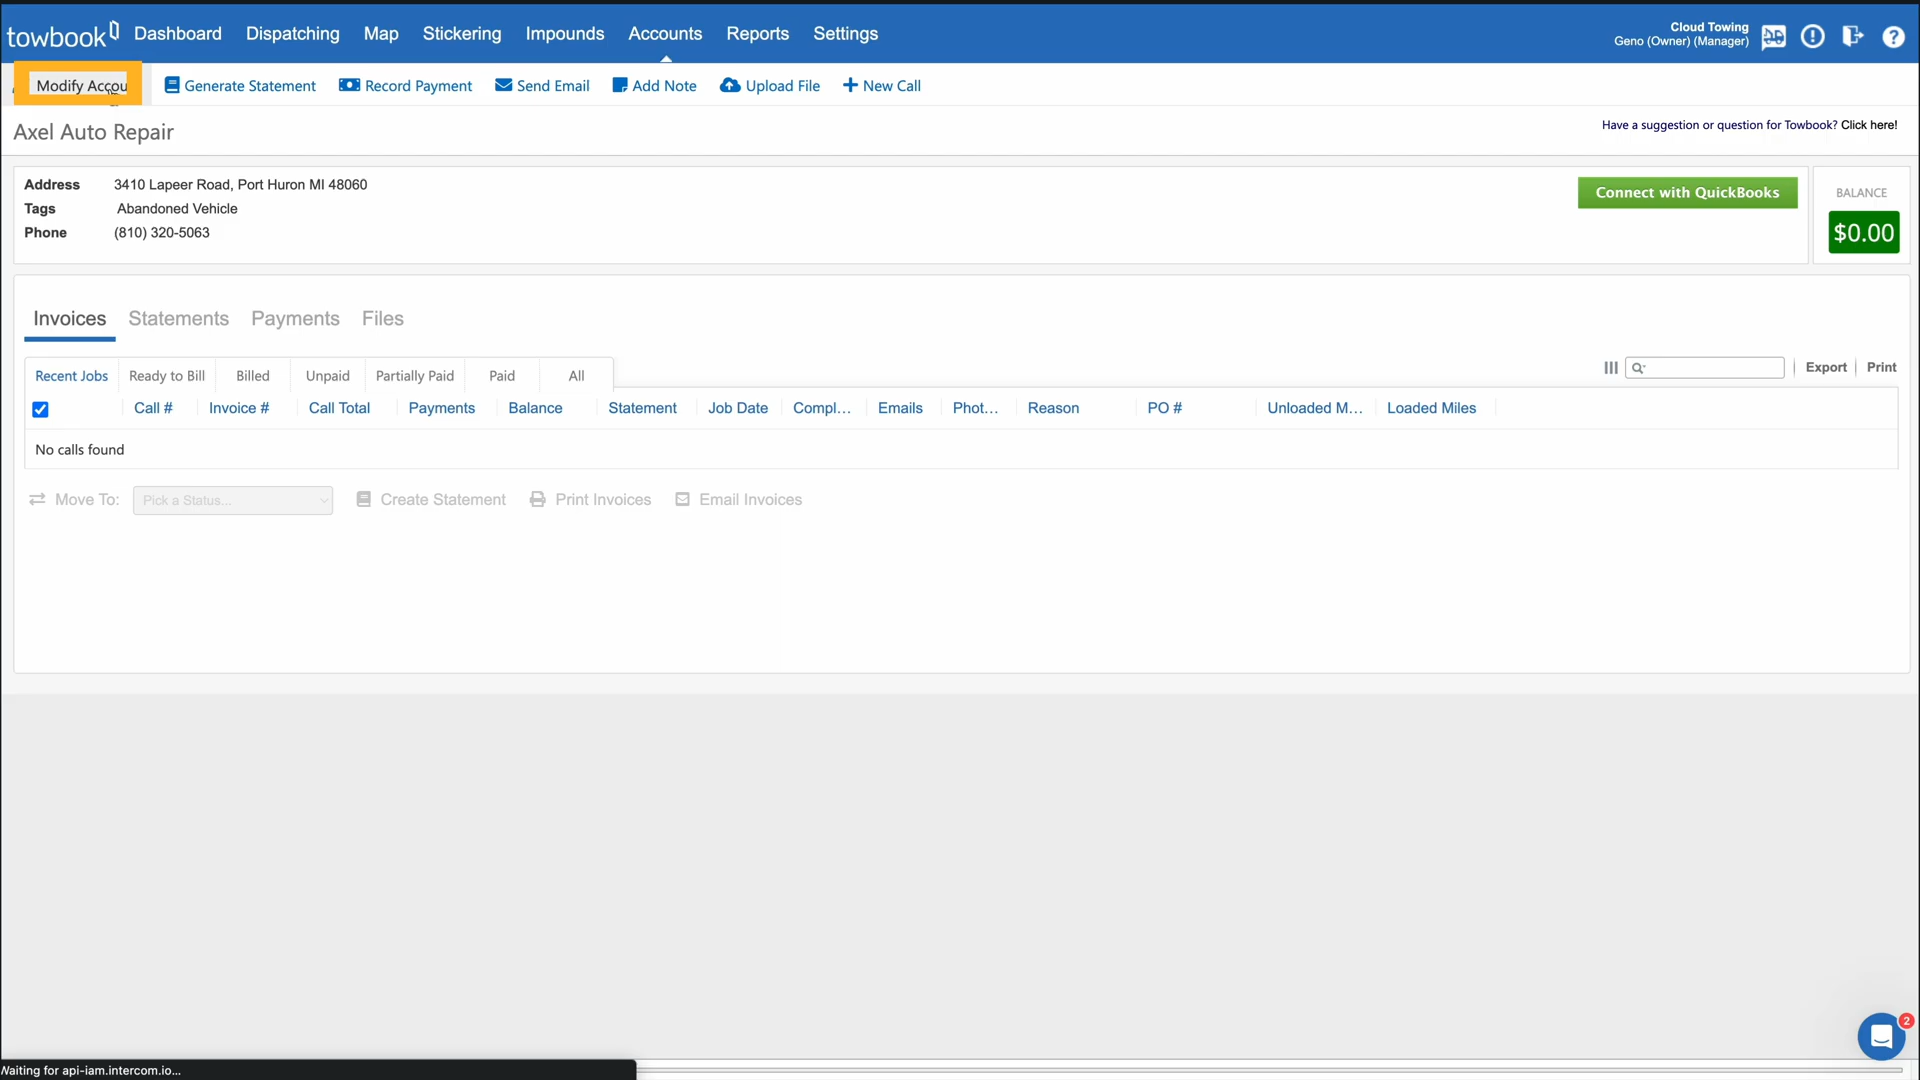 towbook Dashboard Dispatching Map Stickering Impounds Accounts Reports Settings
Cloud Towing
Geno (Owner) (Manager)
Modify Accou Generate Statement Record Payment Send Email Add Note Upload File New Call
Axel Auto Repair
Have a suggestion or question for Towbook? Click here!
Address 3410 Lapeer Road, Port Huron MI 48060
Tags Abandoned Vehicle
Phone (810) 320-5063
Connect with QuickBooks
BALANCE
$0.00
Invoices Statements Payments Files
Recent Jobs Ready to Bill Billed Unpaid Partially Paid Paid All
Export Print
Call # Invoice # Call Total Payments Balance Statement Job Date Compl... Emails Phot... Reason PO # Unloaded M... Loaded Miles
No calls found
Move To: Pick a Status... Create Statement Print Invoices Email Invoices
2
Waiting for api-iam.intercom.io...